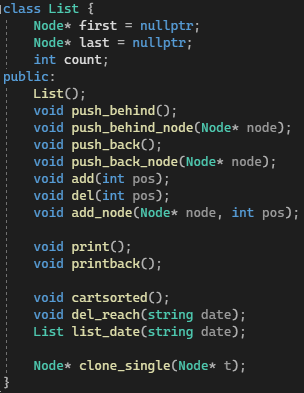 class List {
Node* first = nullptr;
Node* last = nullptr;
int count;
public:
List();
void push_behind();
void push_behind_node(Node* node);
void push_back();
void push_back_node(Node* node);
void add(int pos);
void del(int pos);
void add_node(Node* node, int pos);
void print();
void printback();
void cartsorted();
void del_reach(string date);
List list_date(string date);
Node* clone_single(Node* t);
}